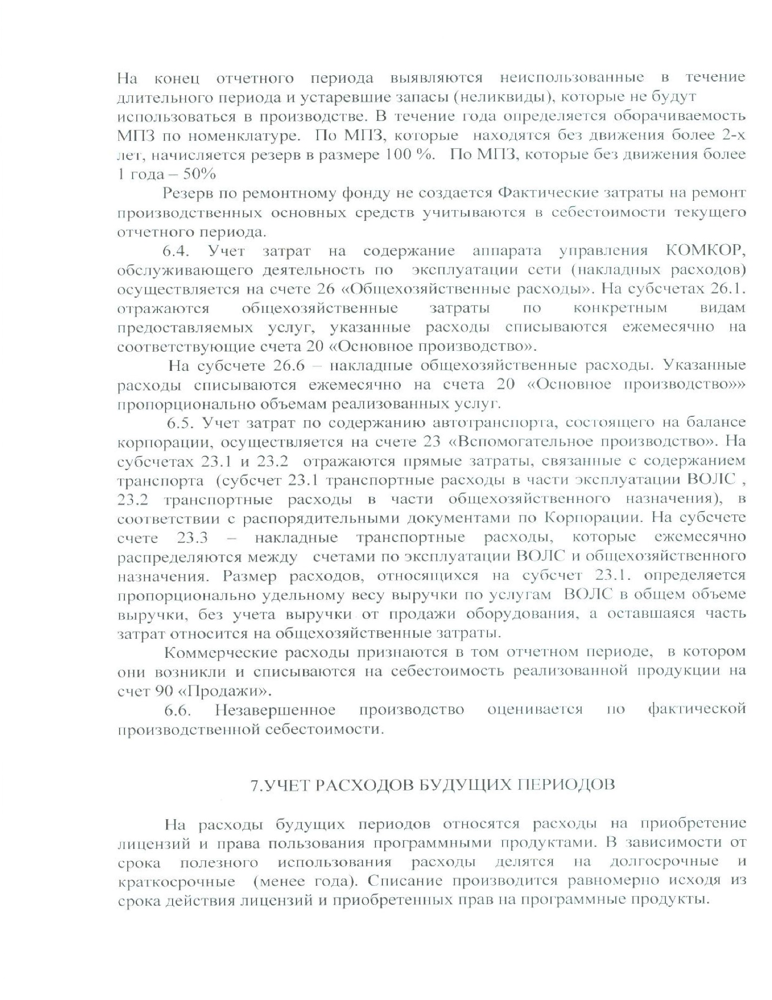 На конец отчетного периода выявляются неиспользованные в течение
длительного периода и устаревшие запасы (неликвиды), которые не будут
использоваться в производстве. В течение года определяется оборачиваемость
МПЗ по номенклатуре. По МПЗ, которые находятся без движения более 2-х
лет, начисляется резерв в размере 100 %. По МПЗ, которые без движения более
1 года – 50%
Резерв по ремонтному фонду не создается Фактические затраты на ремонт
производственных основных средств учитываются в себестоимости текущего
отчетного периода.
6.4. Учет затрат на содержание аппарата управления КОМКОР,
обслуживающего деятельность по эксплуатации сети (накладных расходов)
осуществляется на счете 26 «Общехозяйственные расходы». На субсчетах 26.1.
отражаются общехозяйственные затраты по конкретным видам
предоставляемых услуг, указанные расходы списываются ежемесячно на
соответствующие счета 20 «Основное производство».
На субсчете 26.6 – накладные общехозяйственные расходы. Указанные
расходы списываются ежемесячно на счета 20 «Основное производство»»
пропорционально объемам реализованных услуг.
6.5. Учет затрат по содержанию автотранспорта, состоящего на балансе
корпорации, осуществляется на счете 23 «Вспомогательное производство». На
субсчетах 23.1 и 23.2 отражаются прямые затраты, связанные с содержанием
транспорта (субсчет 23.1 транспортные расходы в части эксплуатации ВОЛС ,
23.2 транспортные расходы в части общехозяйственного назначения), в
соответствии с распорядительными документами по Корпорации. На субсчете
счете 23.3 – накладные транспортные расходы, которые ежемесячно
распределяются между счетами по эксплуатации ВОЛС и общехозяйственного
назначения. Размер расходов, относящихся на субсчет 23.1. определяется
пропорционально удельному весу выручки по услугам ВОЛС в общем объеме
выручки, без учета выручки от продажи оборудования, а оставшаяся часть
затрат относится на общехозяйственные затраты.
Коммерческие расходы признаются в том отчетном периоде, в котором
они возникли и списываются на себестоимость реализованной продукции на
счет 90 «Продажи».
6.6. Незавершенное производство оценивается по фактической
производственной себестоимости.
7.УЧЕТ РАСХОДОВ БУДУЩИХ ПЕРИОДОВ
На расходы будущих периодов относятся расходы на приобретение
лицензий и права пользования программными продуктами. В зависимости от
срока полезного использования расходы делятся на долгосрочные и
краткосрочные (менее года). Списание производится равномерно исходя из
срока действия лицензий и приобретенных прав на программные продукты.